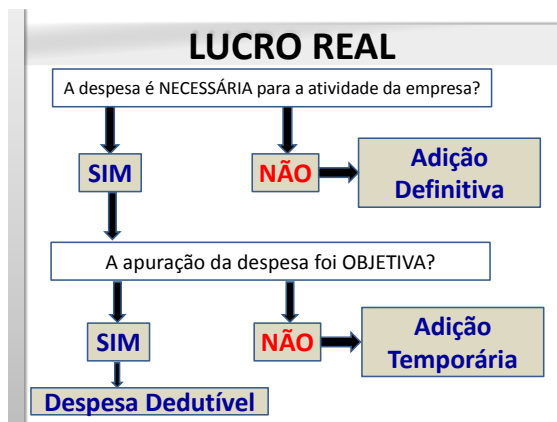 LUCRO REAL
A despesa é NECESSÁRIA para a atividade da empresa?
SIM
NÃO
Adição
Definitiva
A apuração da despesa foi OBJETIVA?
SIM
NÃO
Adição
Temporária
Despesa Dedutível